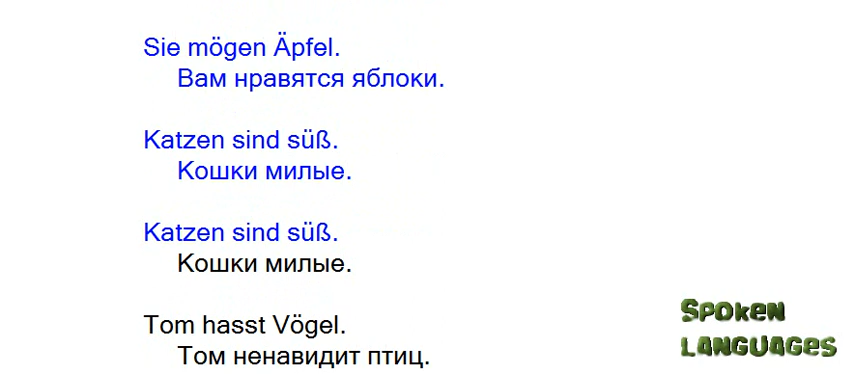 Sie mögen Äpfel.
Вам нравятся яблоки.
Katzen sind süß.
Кошки милые.
Katzen sind süß.
Кошки милые.
Tom hasst Vögel.
Том ненавидит птиц.
Spoken
Languages